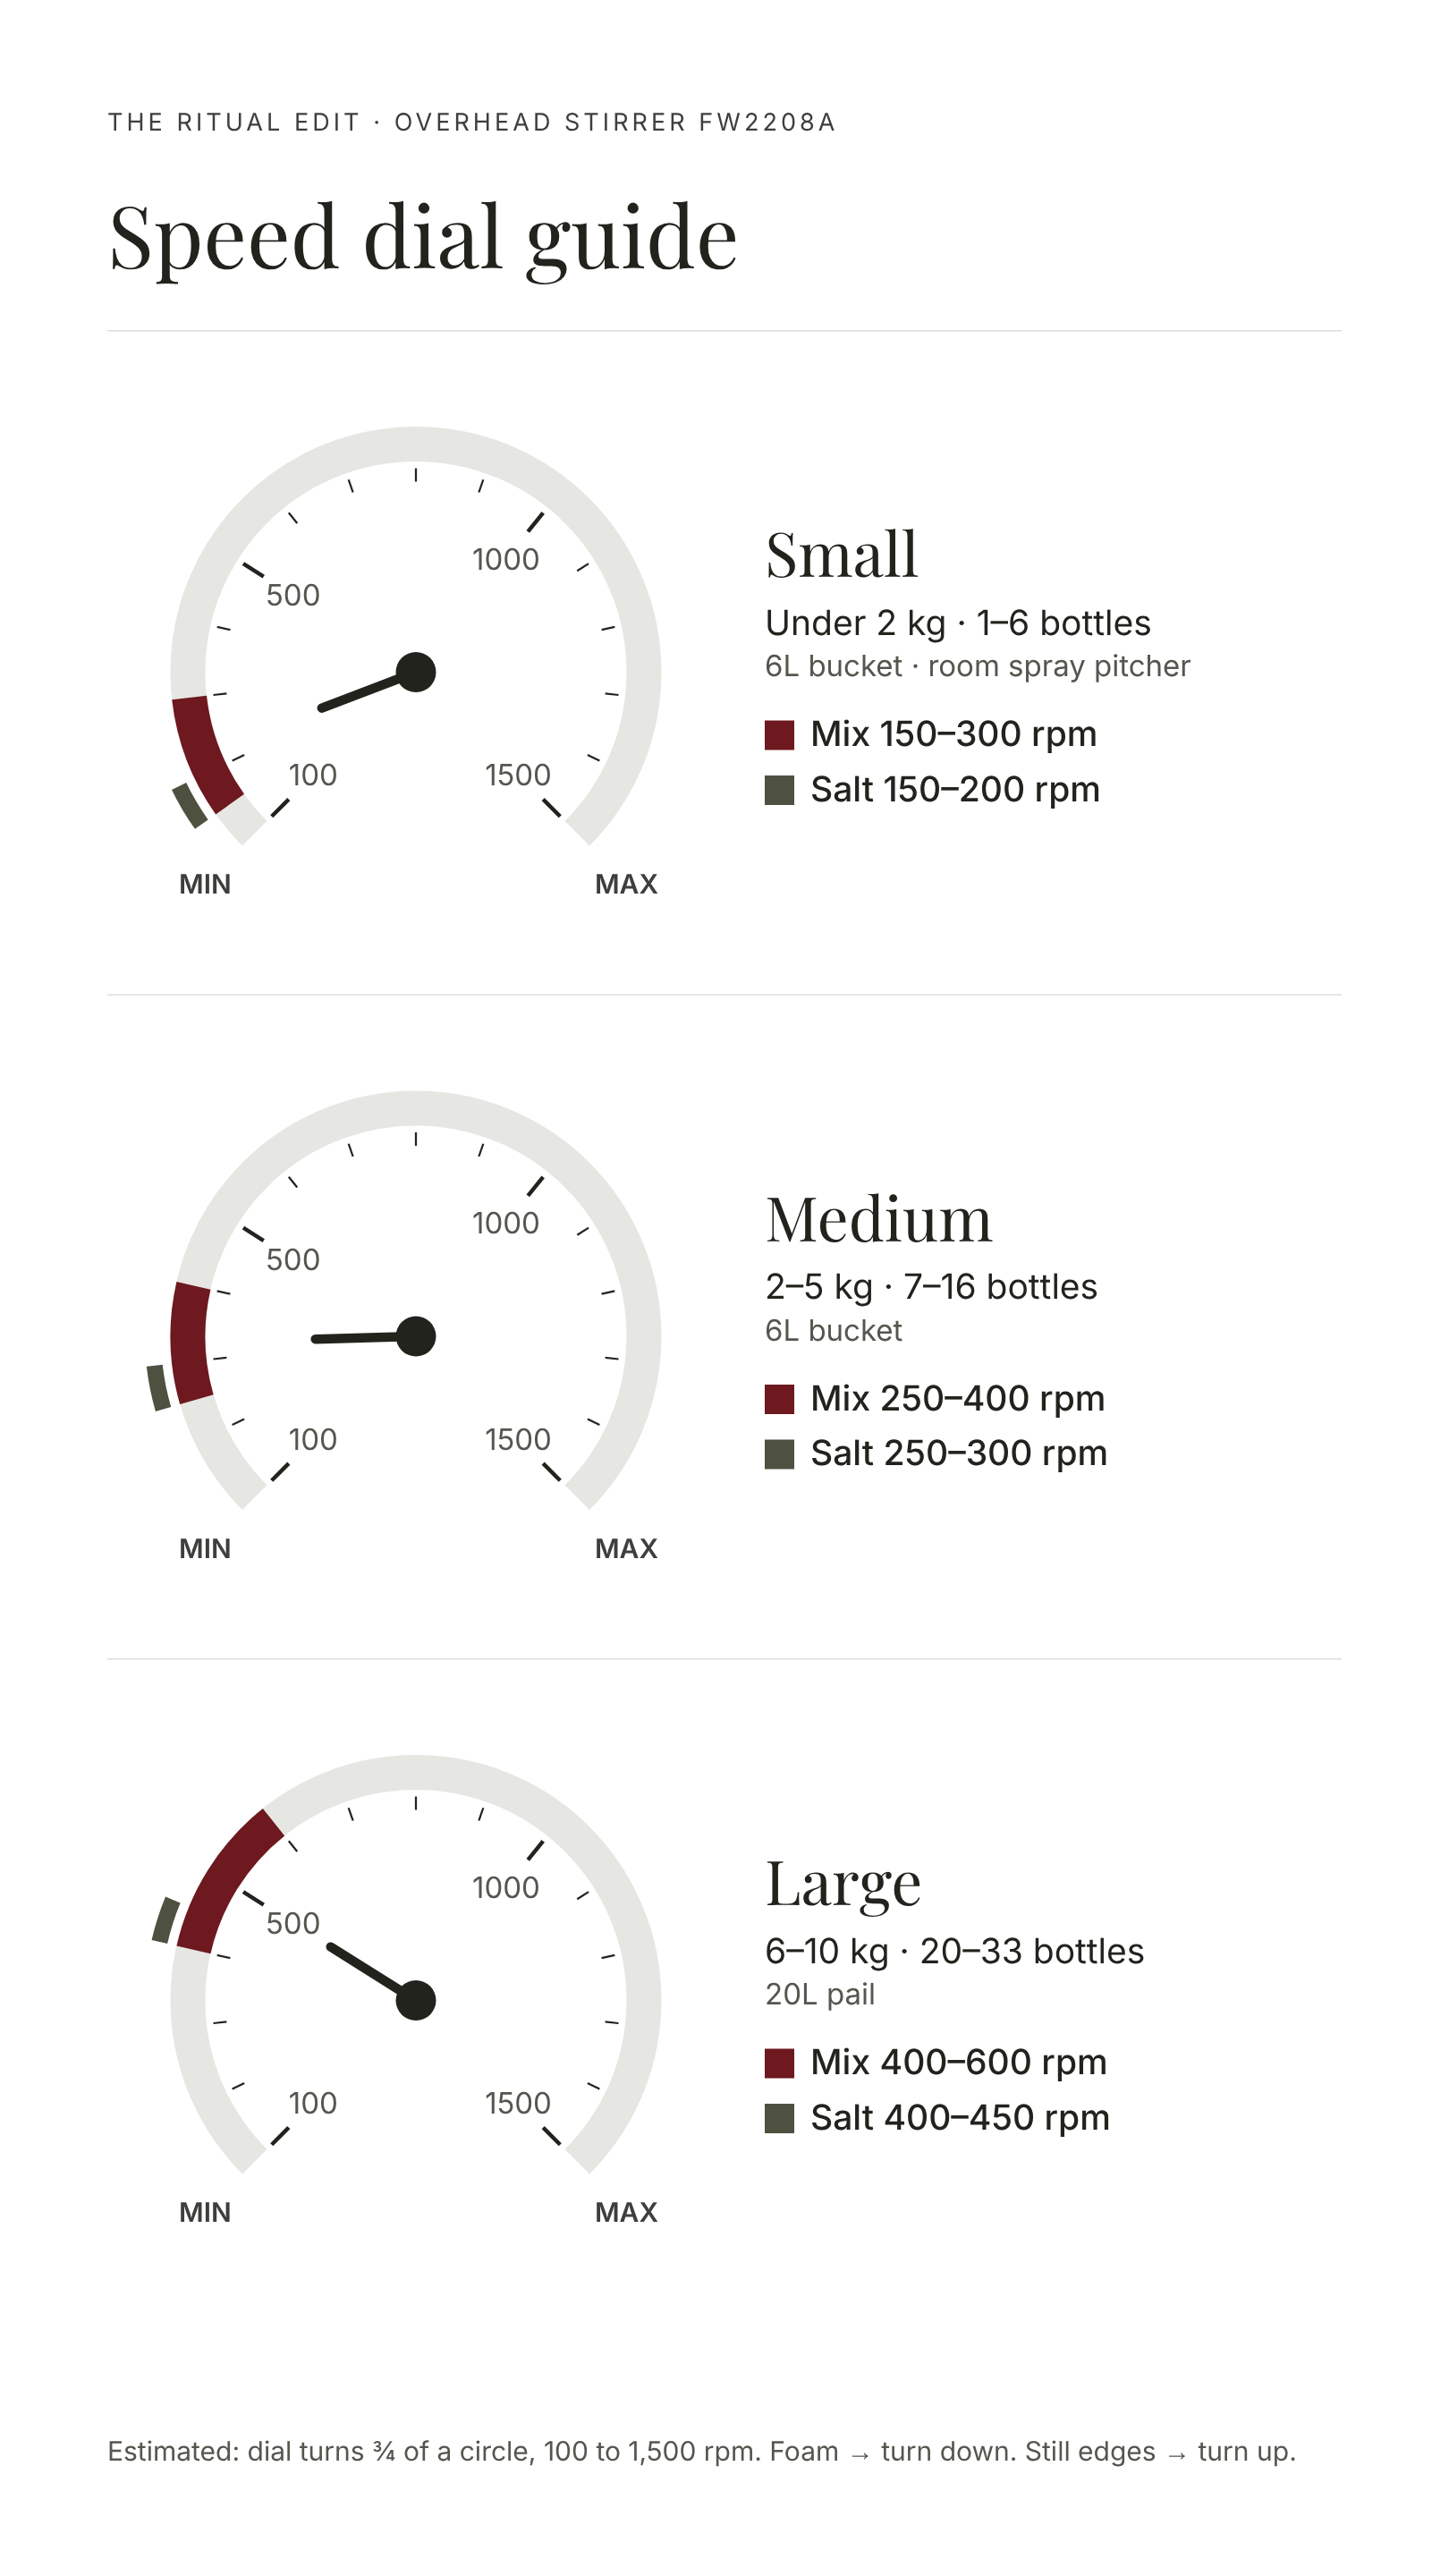 THE RITUAL EDIT · OVERHEAD STIRRER FW2208A
Speed dial guide
1000
500
100
1500
MIN
MAX
Small
Under 2 kg · 1–6 bottles
6L bucket · room spray pitcher
Mix 150–300 rpm
Salt 150–200 rpm
1000
500
100
1500
MIN
MAX
Medium
2–5 kg · 7–16 bottles
6L bucket
Mix 250–400 rpm
Salt 250–300 rpm
1000
500
100
1500
MIN
MAX
Large
6–10 kg · 20–33 bottles
20L pail
Mix 400–600 rpm
Salt 400–450 rpm
Estimated: dial turns ¾ of a circle, 100 to 1,500 rpm. Foam → turn down. Still edges → turn up.